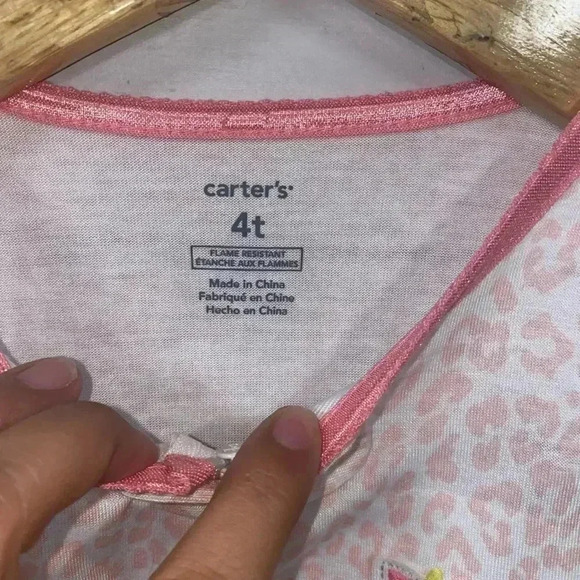 carter's
4t
FLAME RESISTANT
ÉTANCHE AUX FLAMMES
Made in China
Fabriqué en Chine
Hecho en China